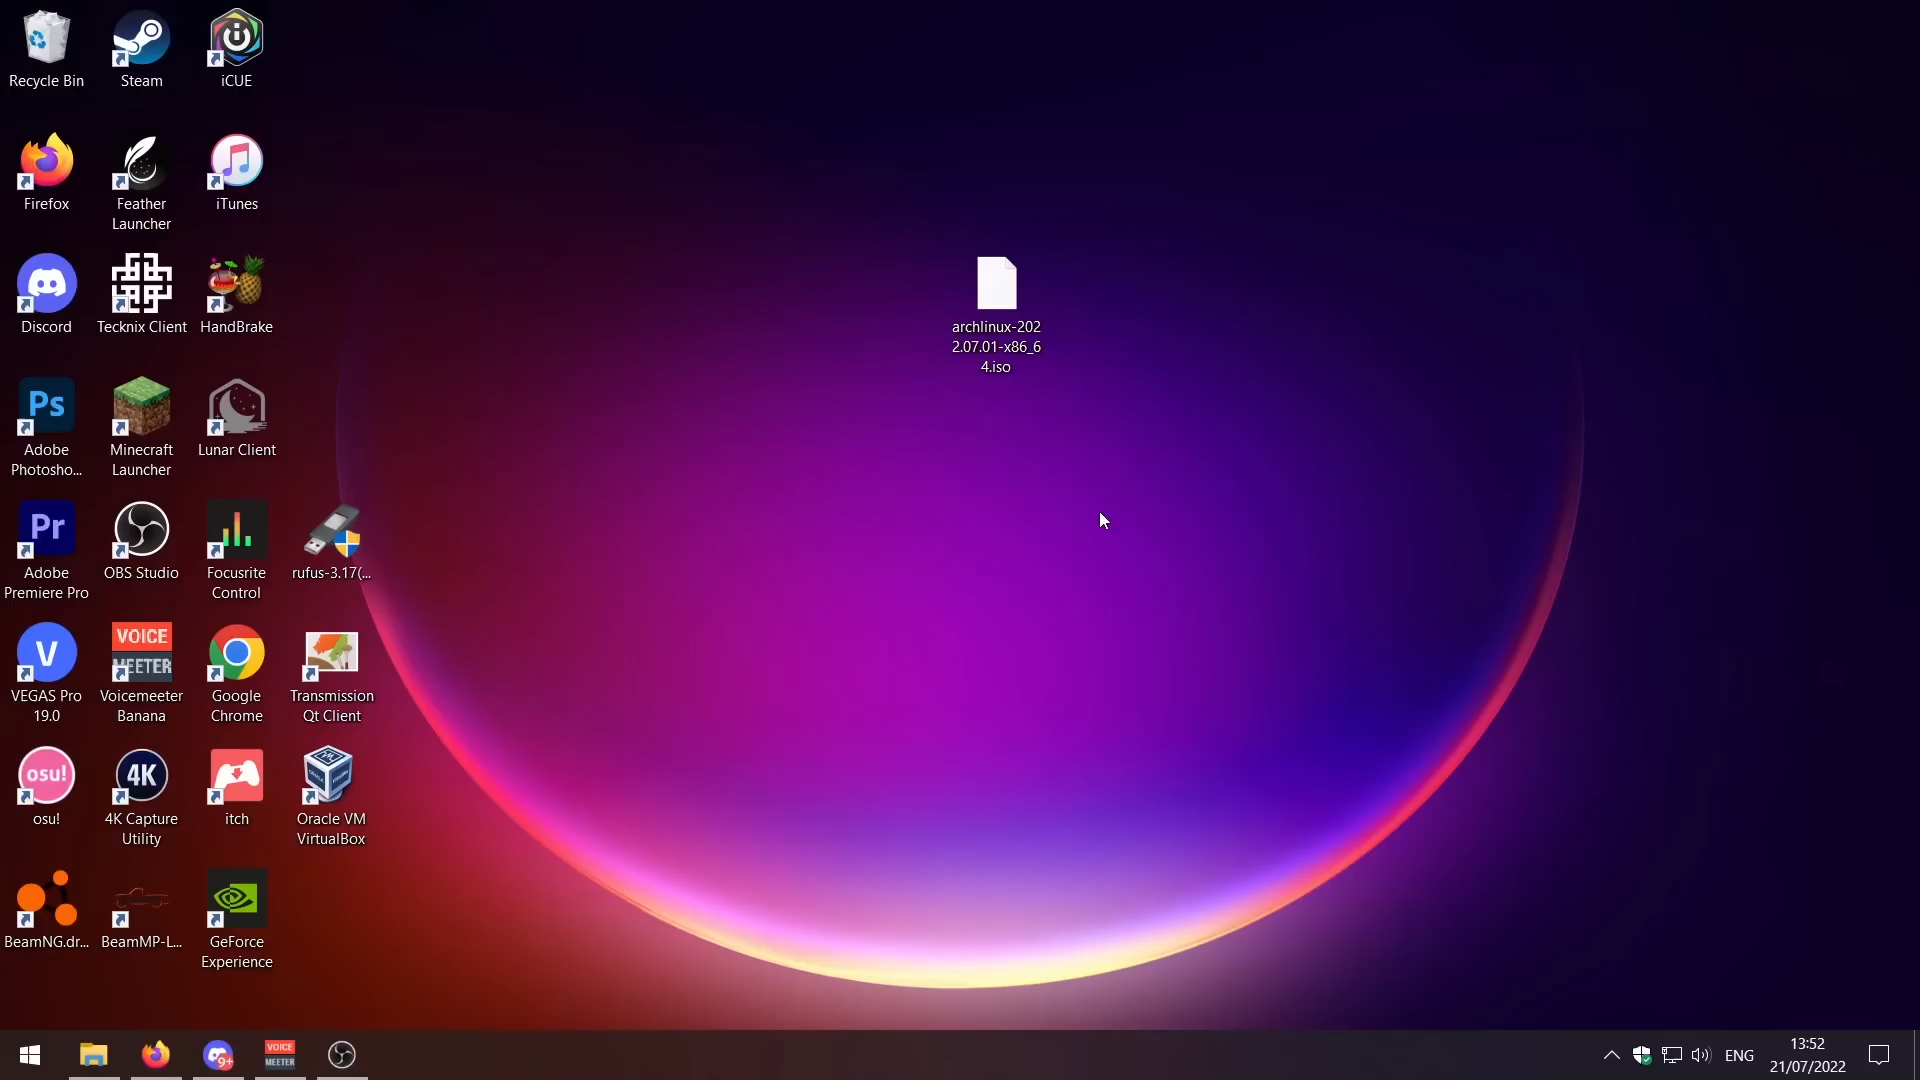 Recycle Bin
Steam
iCUE
Firefox
Feather
Launcher
iTunes
Discord
Tecknix Client
HandBrake
archlinux-202
2.07.01-x86_6
4.iso
Ps
Adobe
Photosho...
Minecraft
Launcher
Lunar Client
Pr
Adobe
Premiere Pro
OBS Studio
Focusrite
Control
rufus-3.17(...
V
VEGAS Pro
19.0
VOICE
MEETER
Voicemeeter
Banana
Google
Chrome
Transmission
Qt Client
osu!
osu!
4K
4K Capture
Utility
itch
Oracle VM
VirtualBox
BeamNG.dr...
BeamMP-L...
GeForce
Experience
9+
VOICE
MEETER
ENG
13:52
21/07/2022